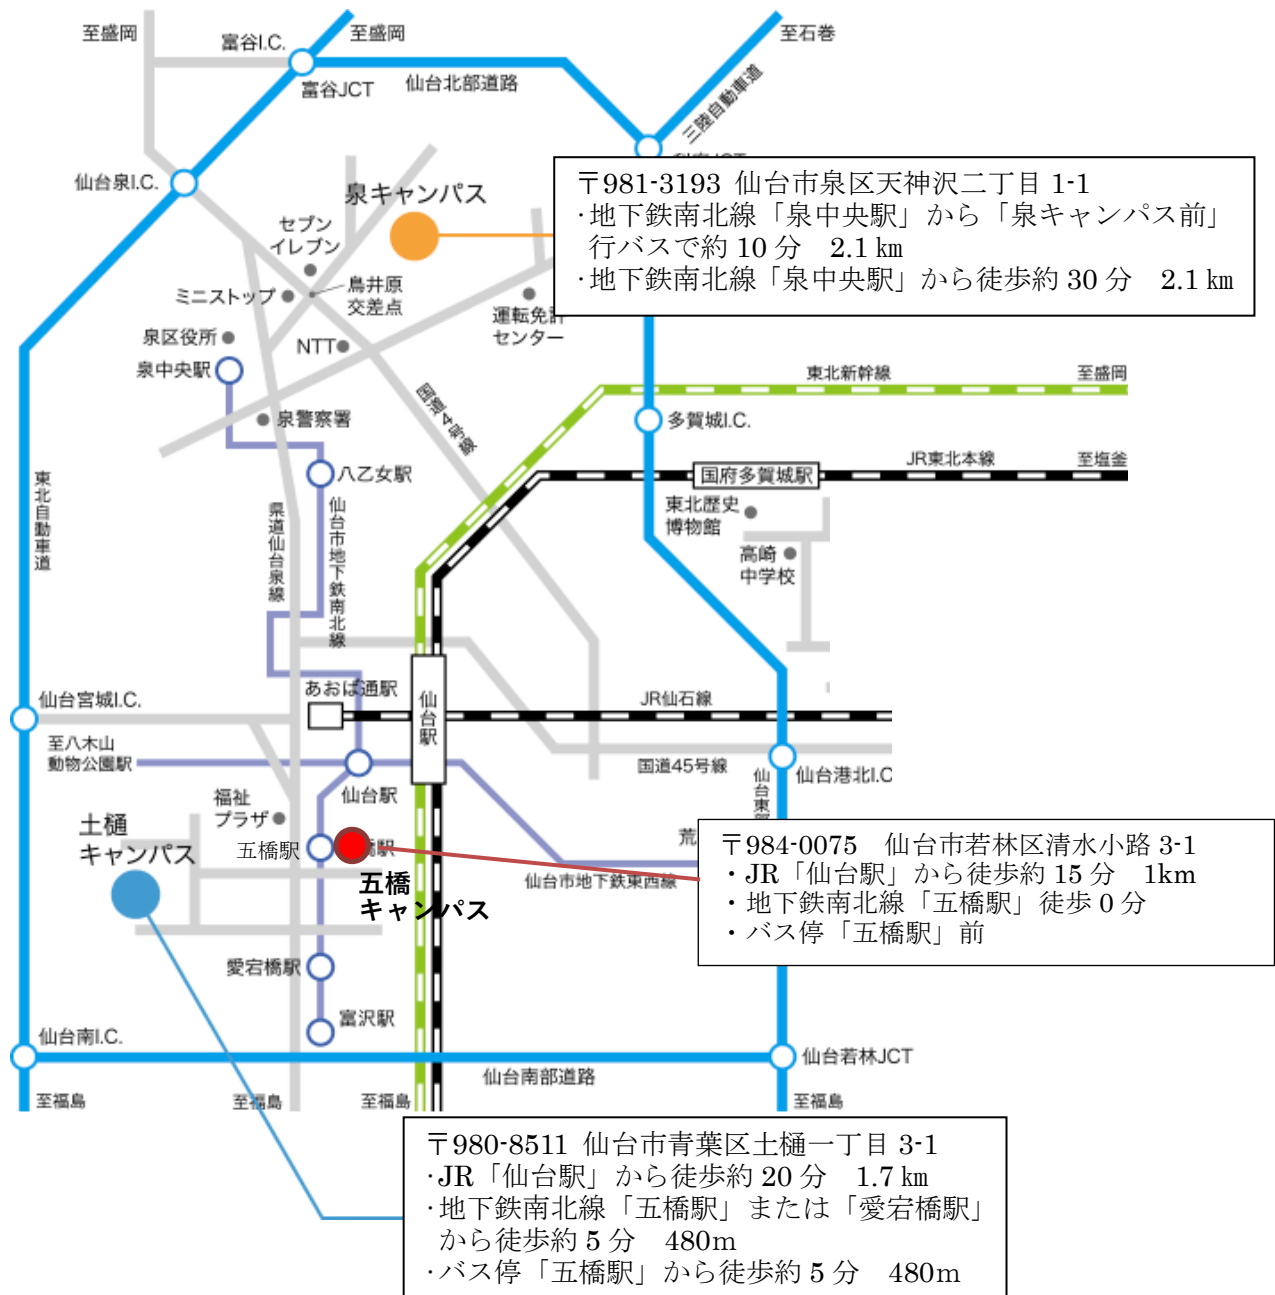 至盛岡
富谷I.C.
至盛岡
至石巻
富谷JCT
仙台北部道路
三陸自動車道
仙台泉I.C.
泉キャンパス
〒981-3193 仙台市泉区天神沢二丁目 1-1
·地下鉄南北線「泉中央駅」から「泉キャンパス前」
行バスで約 10 分 2.1 ㎞
·地下鉄南北線「泉中央駅」から徒歩約 30 分 2.1 ㎞
セブン
イレブン
ミニストップ
鳥井原
交差点
運転免許
センター
泉区役所
NTT
泉中央駅
東北新幹線
至盛岡
国道4号線
泉警察署
多賀城I.C.
八乙女駅
JR東北本線
至塩釜
国府多賀城駅
東北歴史
博物館
高崎
中学校
東北自動車道
県道仙台泉線
仙台市地下鉄南北線
仙台宮城I.C.
あおば通駅
仙台駅
JR仙石線
至八木山
動物公園駅
国道45号線
仙台港北I.C
仙台駅
仙台東部
福祉
プラザ
土樋
キャンパス
五橋駅
五橋
キャンパス
仙台市地下鉄東西線
荒
〒984-0075 仙台市若林区清水小路 3-1
・JR「仙台駅」から徒歩約 15 分 1km
・地下鉄南北線「五橋駅」徒歩 0 分
・バス停「五橋駅」前
愛宕橋駅
富沢駅
仙台南I.C.
仙台南部道路
仙台若林JCT
至福島
至福島
至福島
至福島
〒980-8511 仙台市青葉区土樋一丁目 3-1
·JR「仙台駅」から徒歩約 20 分 1.7 ㎞
·地下鉄南北線「五橋駅」または「愛宕橋駅」
から徒歩約 5 分 480m
·バス停「五橋駅」から徒歩約 5 分 480m